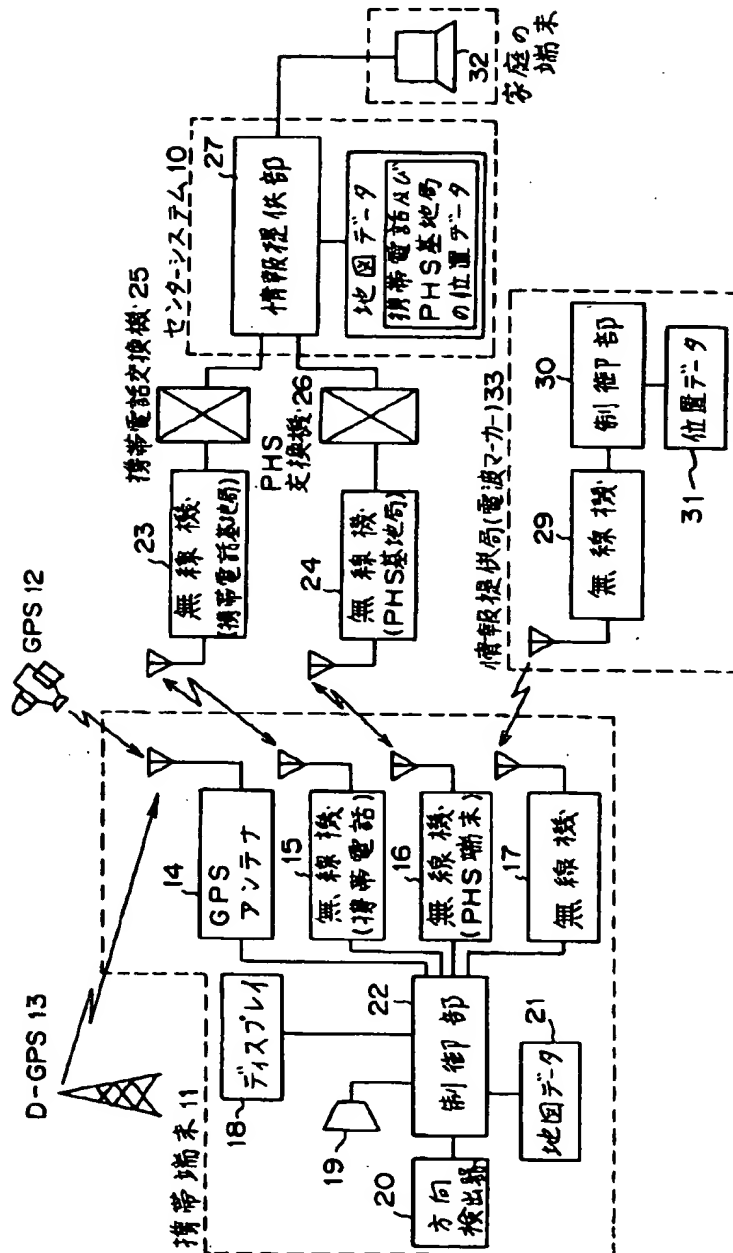 D-GPS 13
GPS 12
携帯端末 11
14
GPS
アンテナ
15
無線機
(携帯電話)
16
無線機
(PHS端末)
17
無線機
18
ディスプレイ
19
20
方向
検出器
22
制御部
21
地図データ
23
無線機
(携帯電話基地局)
24
無線機
(PHS基地局)
携帯電話交換機 25
PHS
交換機 26
センターシステム 10
27
情報提供部
地図データ
携帯電話及び
PHS基地局
の位置データ
32
家庭の
端末
情報提供局(電波マーカー) 33
29
無線機
30
制御部
31
位置データ